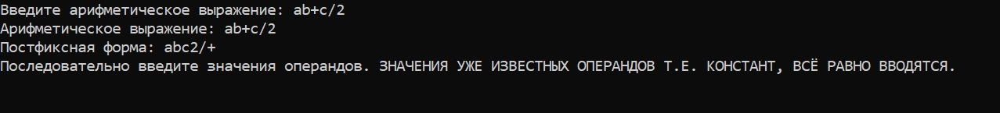 Введите арифметическое выражение: ab+c/2
Арифметическое выражение: ab+c/2
Постфиксная форма: abc2/+
Последовательно введите значения операндов. ЗНАЧЕНИЯ УЖЕ ИЗВЕСТНЫХ ОПЕРАНДОВ Т.Е. КОНСТАНТ, ВСЁ РАВНО ВВОДЯТСЯ.